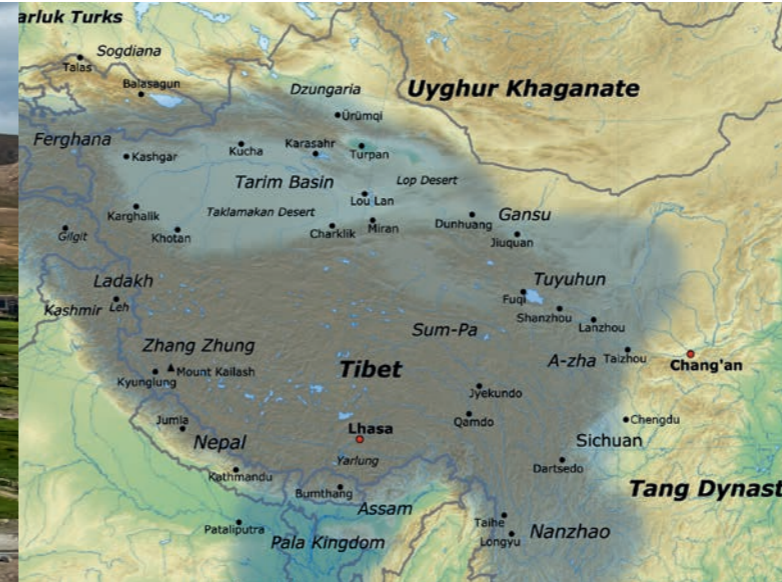 arluk Turks
Sogdiana
Talas
Balasagun
Dzungaria
Uyghur Khaganate
Ürümqi
Ferghana
Kashgar
Kucha
Karasahr
Turpan
Tarim Basin
Lop Desert
Lou Lan
Karghalik
Taklamakan Desert
Dunhuang
Gansu
Gilgit
Khotan
Charklik
Miran
Jiuquan
Ladakh
Tuyuhun
Kashmir
Leh
Fuqi
Shanzhou
Lanzhou
Sum-Pa
Zhang Zhung
A-zha
Taizhou
Chang'an
Kyunglung
Mount Kailash
Tibet
Jyekundo
Jumla
Lhasa
Qamdo
Chengdu
Nepal
Sichuan
Yarlung
Kathmandu
Dartsedo
Bumthang
Tang Dynast
Assam
Pataliputra
Taihe
Nanzhao
Pala Kingdom
Longyu